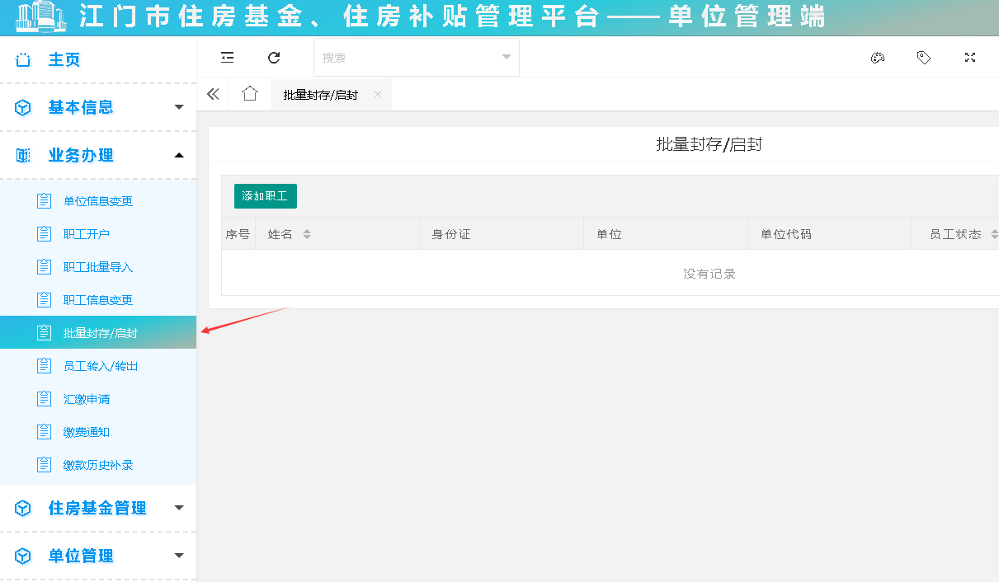 江门市住房基金、住房补贴管理平台——单位管理端
主页
搜索
基本信息
批量封存/启封
业务办理
批量封存/启封
添加职工
单位信息变更
职工开户
序号 姓名 身份证 单位 单位代码 员工状态
职工批量导入
没有记录
职工信息变更
批量封存/启封
员工转入/转出
汇缴申请
缴费通知
缴款历史补录
住房基金管理
单位管理